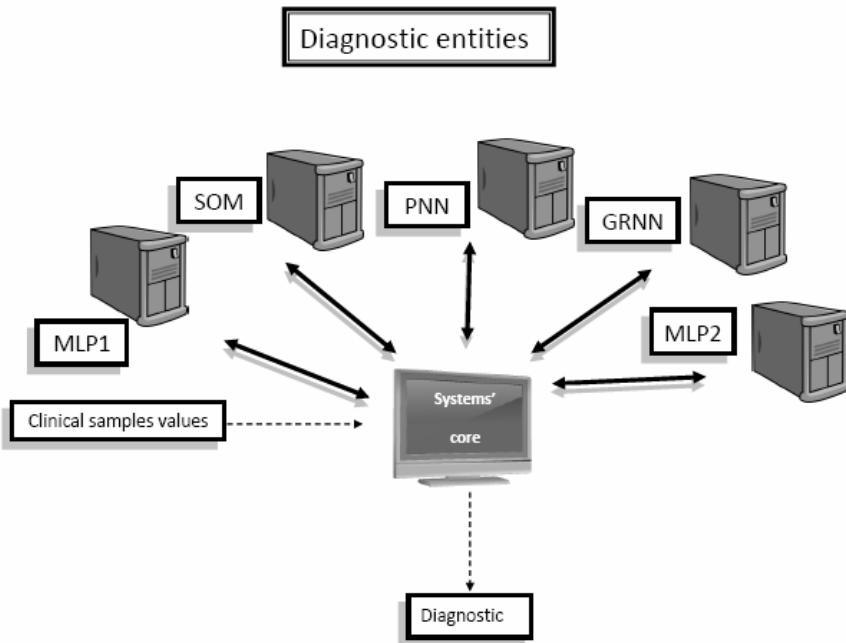 Diagnostic entities
SOM
PNN
GRNN
MLP1
MLP2
Systems’
core
Clinical samples values
Diagnostic